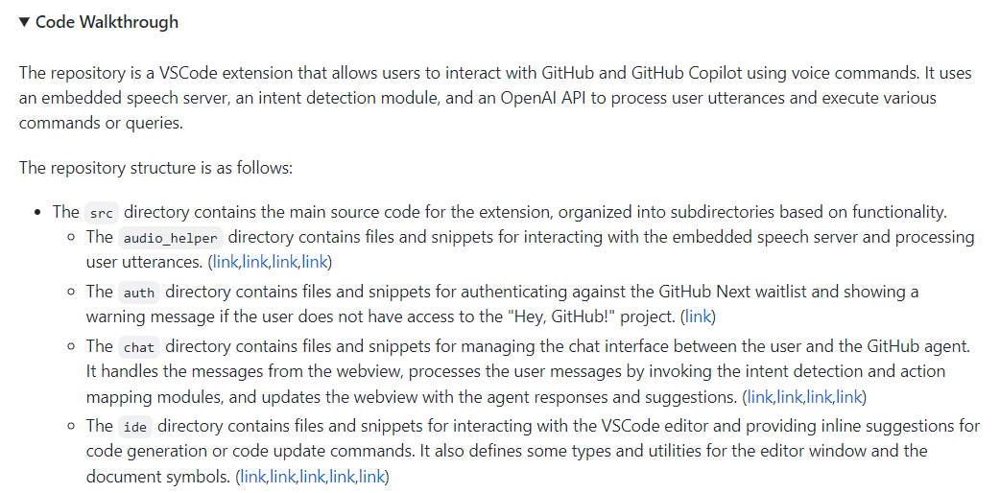 ▼ Code Walkthrough
The repository is a VSCode extension that allows users to interact with GitHub and GitHub Copilot using voice commands. It uses
an embedded speech server, an intent detection module, and an OpenAI API to process user utterances and execute various
commands or queries.
The repository structure is as follows:
• The src directory contains the main source code for the extension, organized into subdirectories based on functionality.
○ The audio_helper directory contains files and snippets for interacting with the embedded speech server and processing
user utterances. (link,link,link,link)
○ The auth directory contains files and snippets for authenticating against the GitHub Next waitlist and showing a
warning message if the user does not have access to the "Hey, GitHub!" project. (link)
○ The chat directory contains files and snippets for managing the chat interface between the user and the GitHub agent.
It handles the messages from the webview, processes the user messages by invoking the intent detection and action
mapping modules, and updates the webview with the agent responses and suggestions. (link,link,link,link)
○ The ide directory contains files and snippets for interacting with the VSCode editor and providing inline suggestions for
code generation or code update commands. It also defines some types and utilities for the editor window and the
document symbols. (link,link,link,link,link)